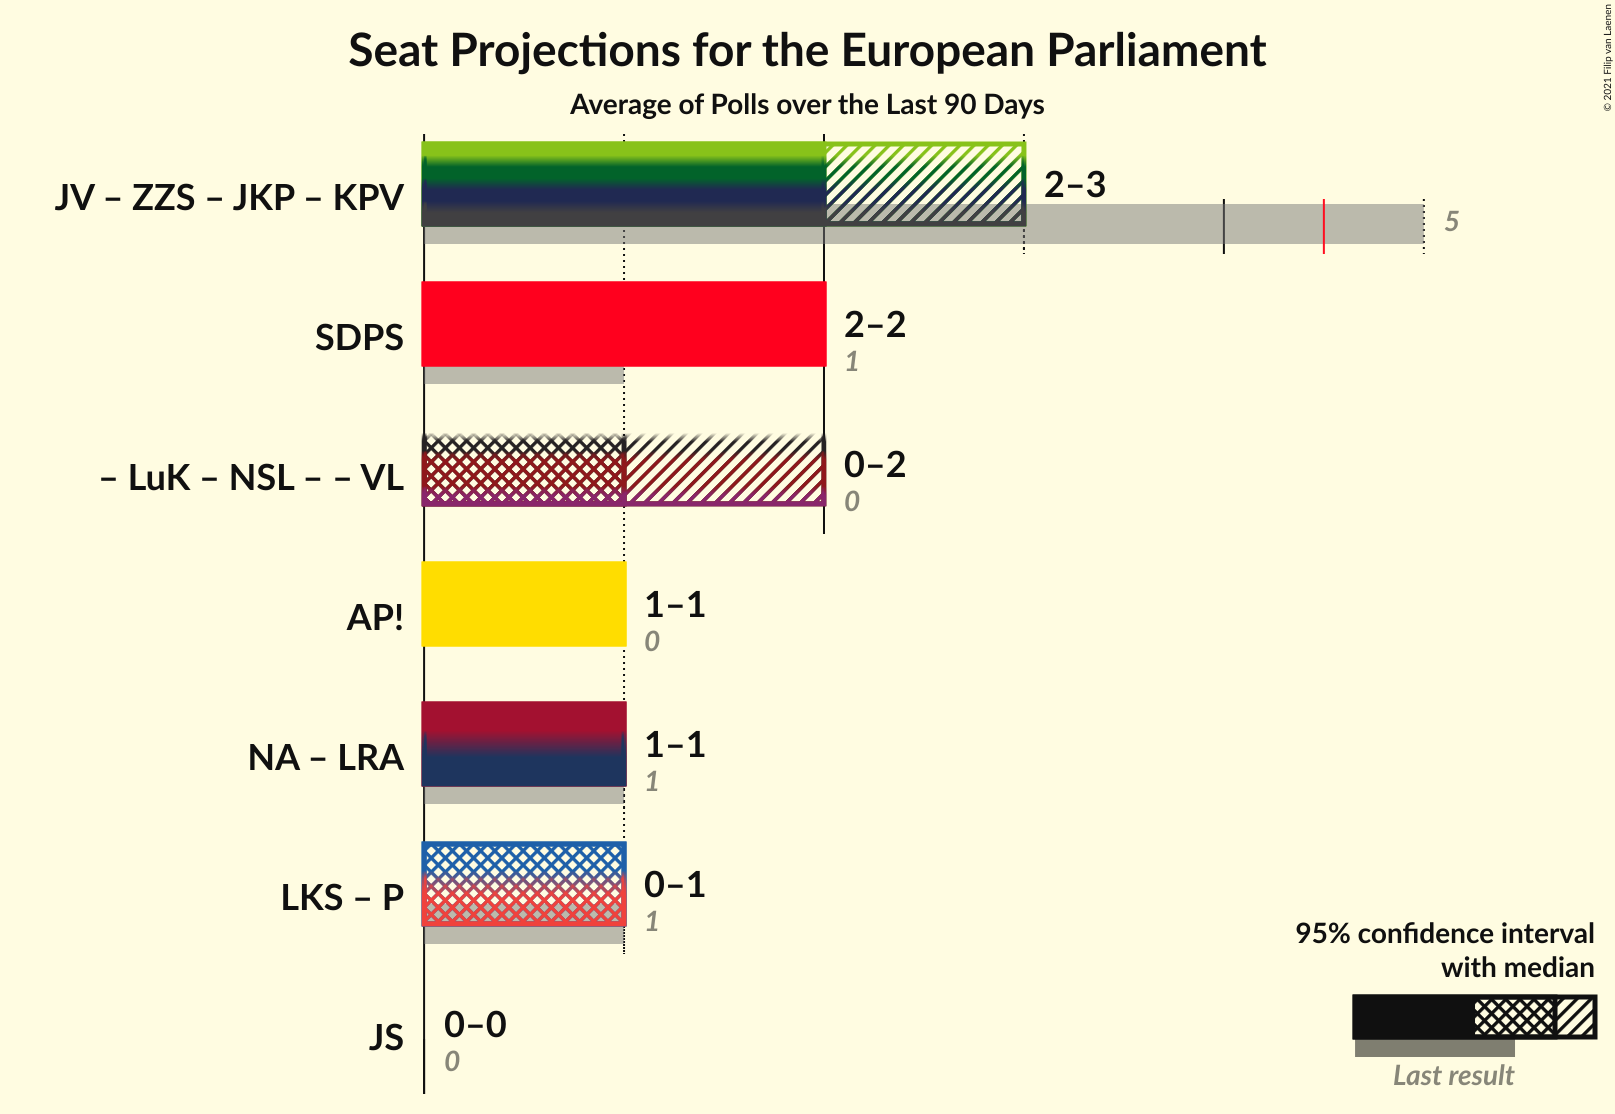 Seat Projections for the European Parliament
Average of Polls over the Last 90 Days
© 2021 Filip van Laenen
JV – ZZS – JKP – KPV
2–3
5
SDPS
2–2
1
– LuK – NSL – – VL
0–2
0
AP!
1–1
0
NA – LRA
1–1
1
LKS – P
0–1
1
JS
0–0
0
95% confidence interval
with median
Last result